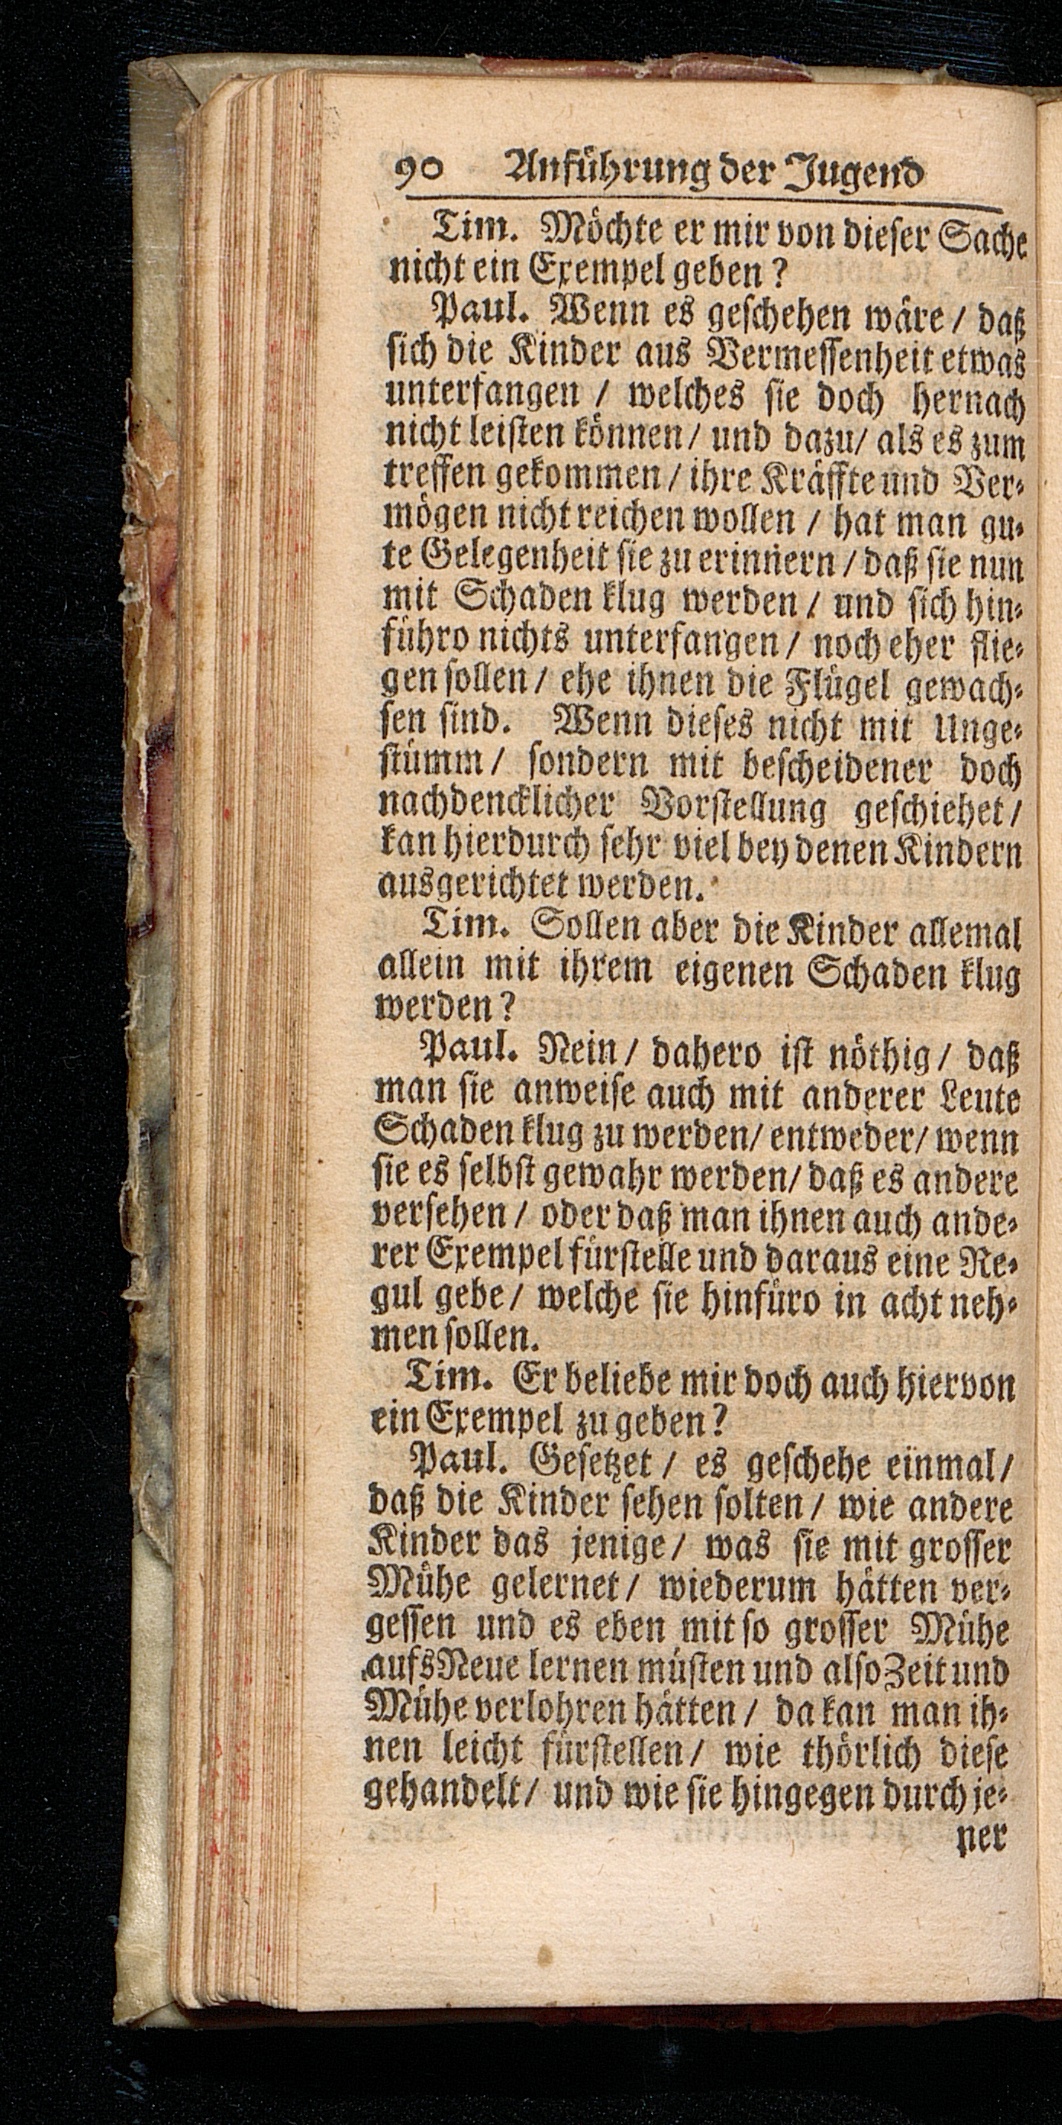 90 Anführung der Jugend
Tim. Möchte er mir von dieser Sache
nicht ein Exempel geben?
Paul. Wenn es geschehen wäre / daß
sich die Kinder aus Vermessenheit etwas
unterfangen / welches sie doch hernach
nicht leisten können / und dazu / als es zum
treffen gekommen / ihre Kräffte und Ver-
mögen nicht reichen wollen / hat man gu-
te Gelegenheit sie zu erinnern / daß sie nun
mit Schaden klug werden / und sich hin-
führo nichts unterfangen / noch eher flie-
gen sollen / ehe ihnen die Flügel gewach-
sen sind. Wenn dieses nicht mit Unge-
stümm / sondern mit bescheidener doch
nachdencklicher Vorstellung geschiehet /
kan hierdurch sehr viel bey denen Kindern
ausgerichtet werden.
Tim. Sollen aber die Kinder allemal
allein mit ihrem eigenen Schaden klug
werden?
Paul. Nein / dahero ist nöthig / daß
man sie anweise auch mit anderer Leute
Schaden klug zu werden / entweder / wenn
sie es selbst gewahr werden / daß es andere
versehen / oder daß man ihnen auch ande-
rer Exempel fürstelle und daraus eine Re-
gul gebe / welche sie hinfüro in acht neh-
men sollen.
Tim. Er beliebe mir doch auch hiervon
ein Exempel zu geben?
Paul. Gesetzet / es geschehe einmal /
daß die Kinder sehen solten / wie andere
Kinder das jenige / was sie mit grosser
Mühe gelernet / wiederum hätten ver-
gessen und es eben mit so grosser Mühe
aufs Neue lernen müsten und also Zeit und
Mühe verlohren hätten / da kan man ih-
nen leicht fürstellen / wie thörlich diese
gehandelt / und wie sie hingegen durch je-
ner